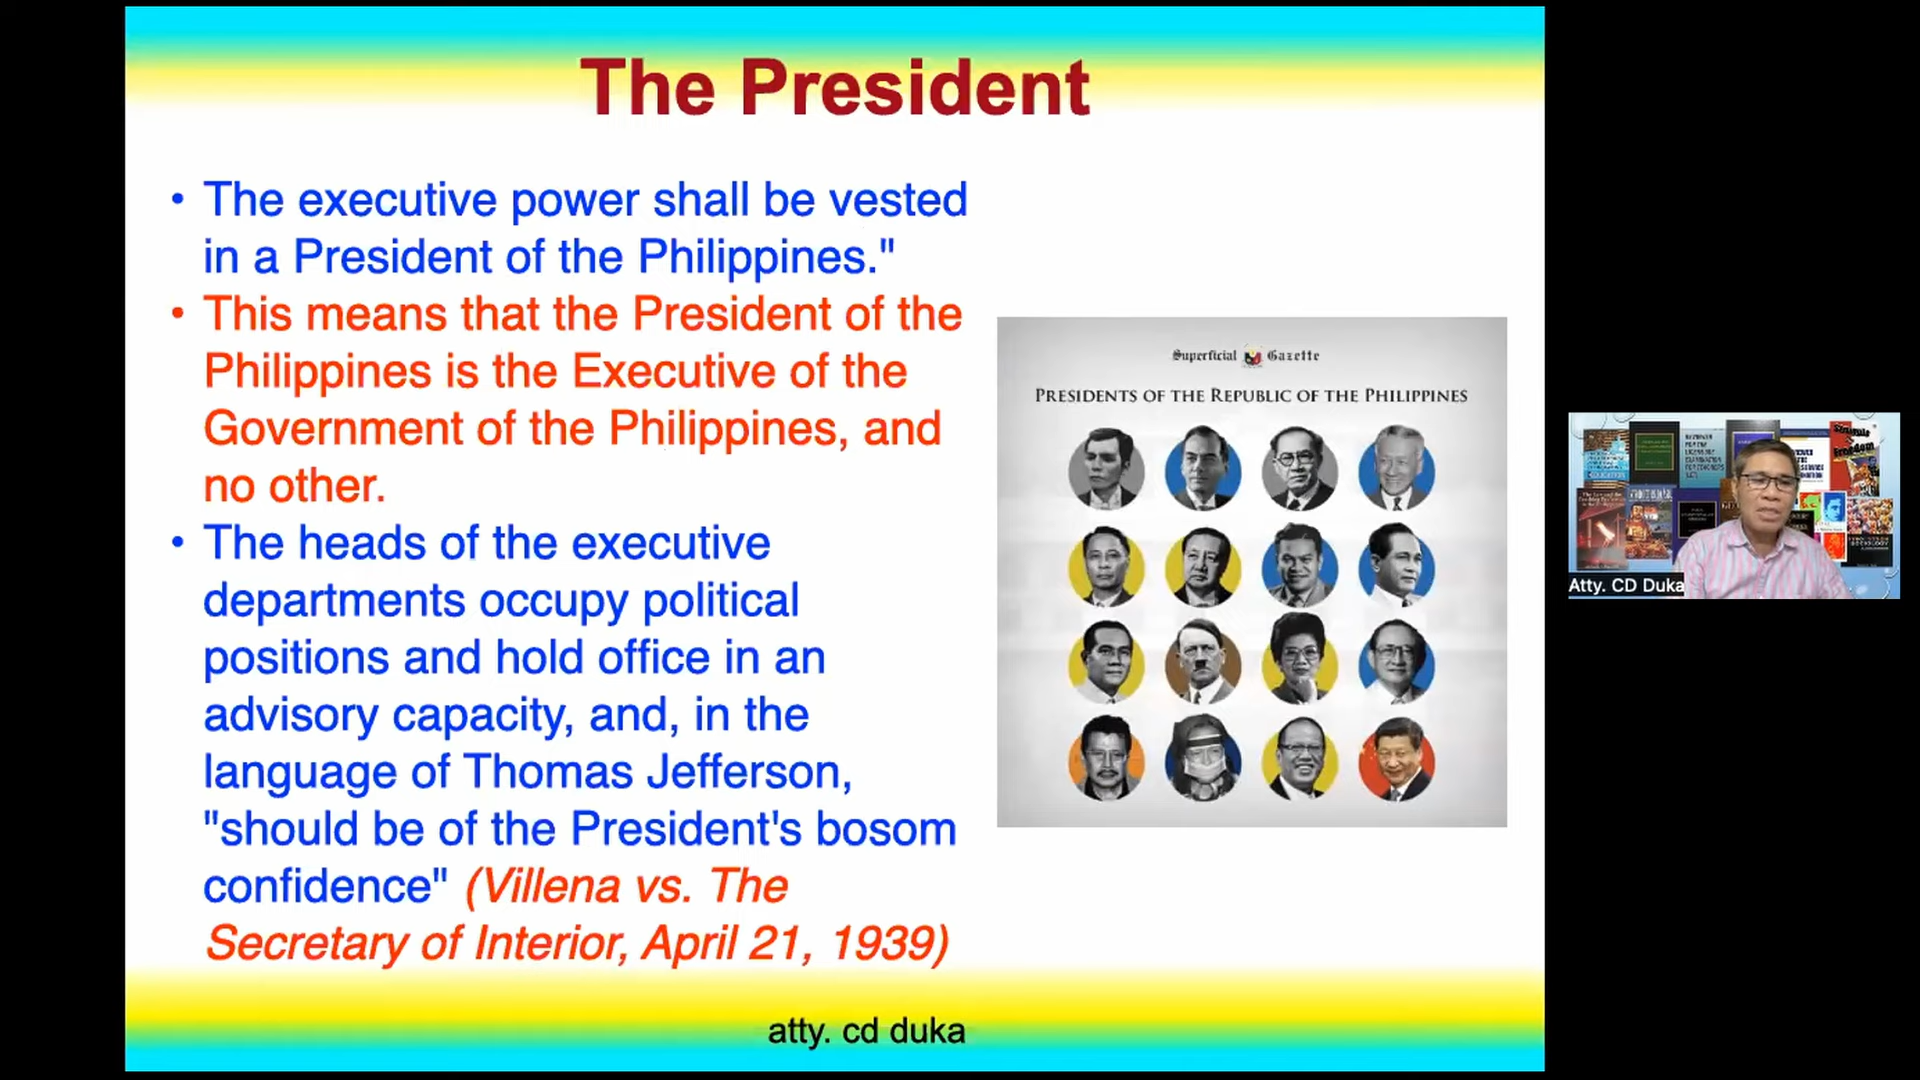 The President
• The executive power shall be vested
in a President of the Philippines."
• This means that the President of the
Philippines is the Executive of the
Government of the Philippines, and
no other.
• The heads of the executive
departments occupy political
positions and hold office in an
advisory capacity, and, in the
language of Thomas Jefferson,
"should be of the President's bosom
confidence" (Villena vs. The
Secretary of Interior, April 21, 1939)
Superficial Gazette
PRESIDENTS OF THE REPUBLIC OF THE PHILIPPINES
atty. cd duka
Atty. CD Duka